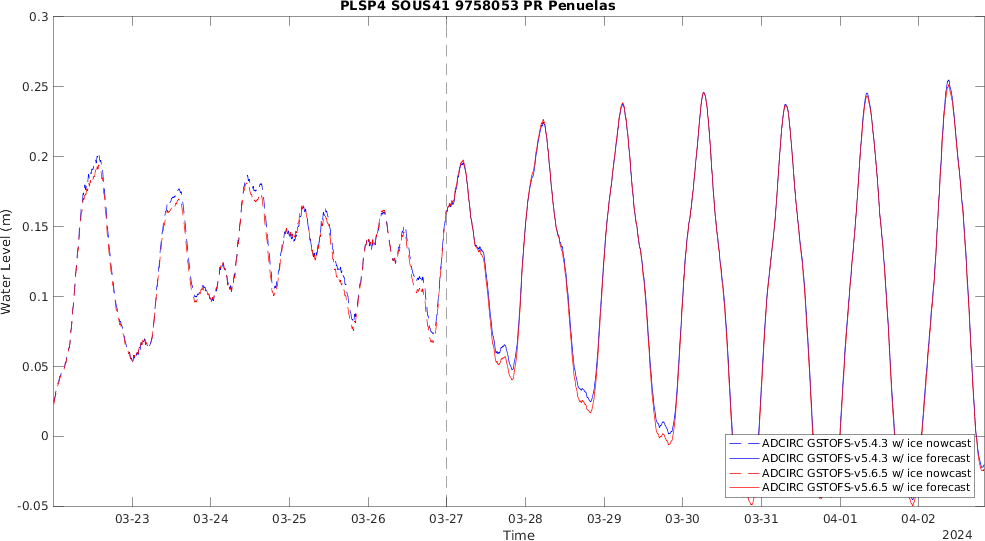 PLSP4 SOUS41 9758053 PR Penuelas
0.3
0.25
0.2
0.15
0.1
0.05
0
-0.05
Water Level (m)
03-23 03-24 03-25 03-26 03-27 03-28 03-29 03-30 03-31 04-01 04-02
Time
2024
ADCIRC GSTOFS-v5.4.3 w/ ice nowcast
ADCIRC GSTOFS-v5.4.3 w/ ice forecast
ADCIRC GSTOFS-v5.6.5 w/ ice nowcast
ADCIRC GSTOFS-v5.6.5 w/ ice forecast